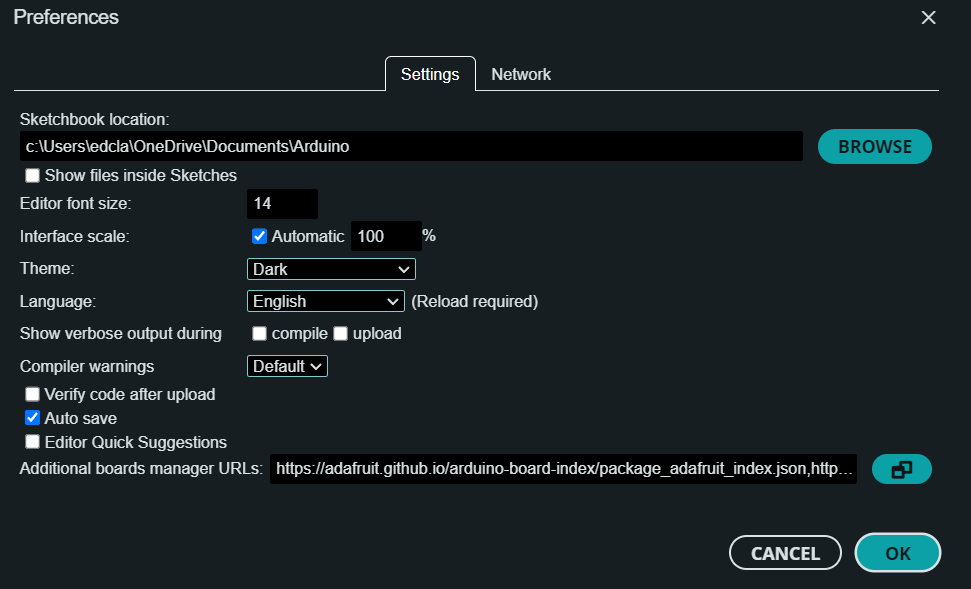 Preferences
Settings Network
Sketchbook location:
c:\Users\edcla\OneDrive\Documents\Arduino BROWSE
Show files inside Sketches
Editor font size: 14
Interface scale: Automatic 100 %
Theme: Dark
Language: English (Reload required)
Show verbose output during compile upload
Compiler warnings Default
Verify code after upload
Auto save
Editor Quick Suggestions
Additional boards manager URLs: https://adafruit.github.io/arduino-board-index/package_adafruit_index.json,http...
CANCEL OK